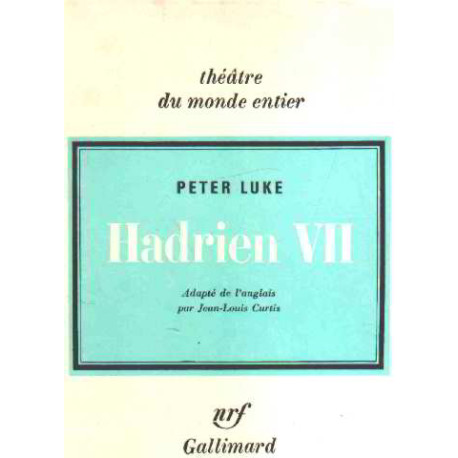 théâtre
du monde entier
PETER LUKE
Hadrien VII
Adapté de l'anglais
par Jean-Louis Curtis
nrf
Gallimard